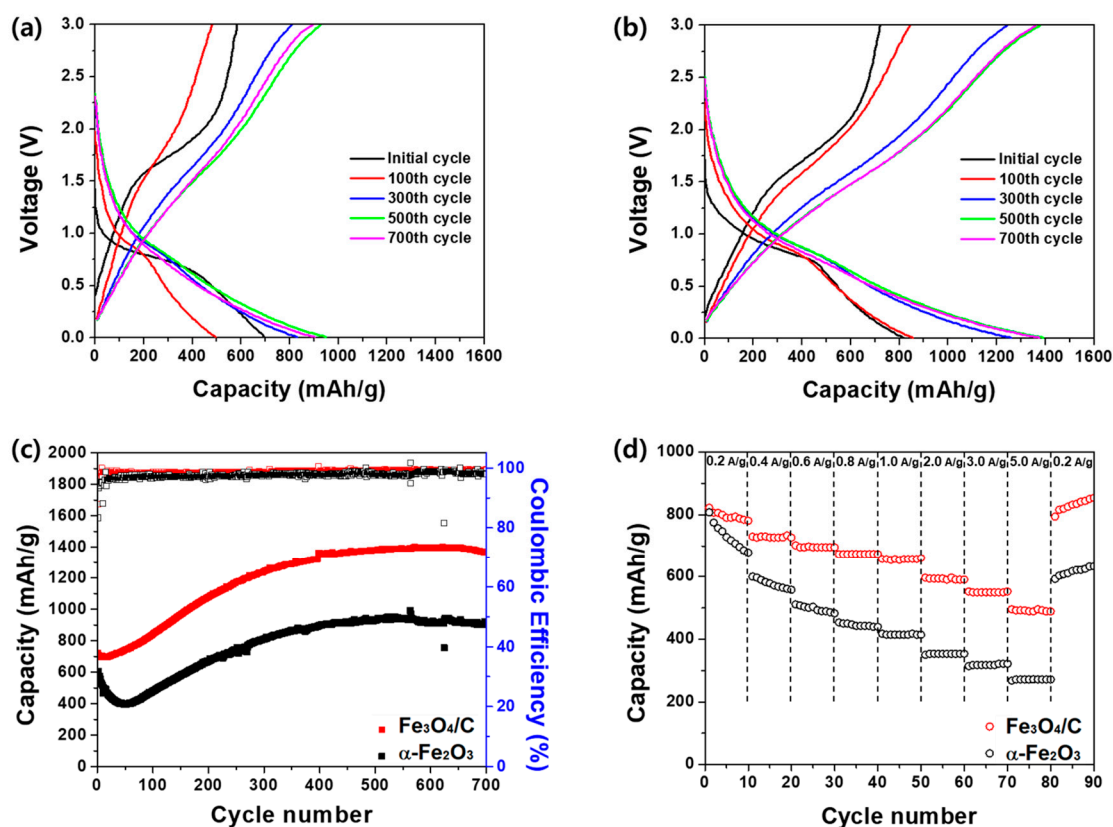 (a)
3.0
2.5
2.0
1.5
1.0
0.5
0.0
Voltage (V)
Initial cycle
100th cycle
300th cycle
500th cycle
700th cycle
0 200 400 600 800 1000 1200 1400 1600
Capacity (mAh/g)
(b)
3.0
2.5
2.0
1.5
1.0
0.5
0.0
Voltage (V)
Initial cycle
100th cycle
300th cycle
500th cycle
700th cycle
0 200 400 600 800 1000 1200 1400 1600
Capacity (mAh/g)
(c)
2000
1800
1600
1400
1200
1000
800
600
400
200
0
Capacity (mAh/g)
100
80
60
40
20
0
Coulombic Efficiency (%)
Fe₃O₄/C
α-Fe₂O₃
0 100 200 300 400 500 600 700
Cycle number
(d)
1000
800
600
400
200
0
Capacity (mAh/g)
0.2 A/g 0.4 A/g 0.6 A/g 0.8 A/g 1.0 A/g 2.0 A/g 3.0 A/g 5.0 A/g 0.2 A/g
Fe₃O₄/C
α-Fe₂O₃
0 10 20 30 40 50 60 70 80 90
Cycle number